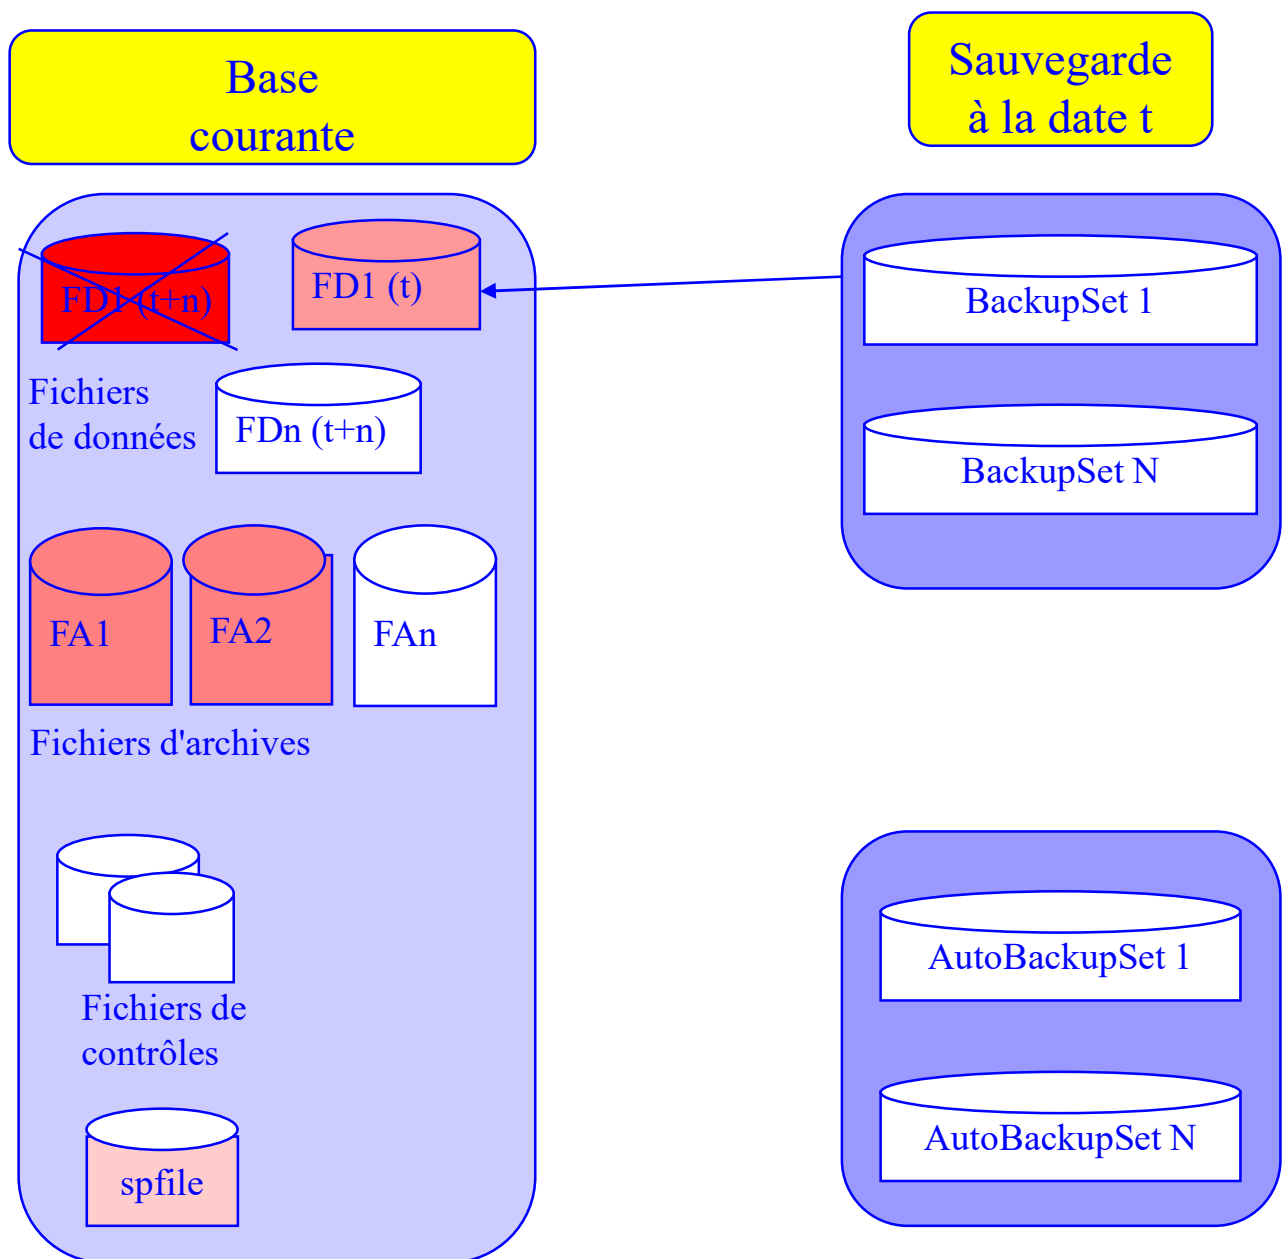 Base
courante
Sauvegarde
à la date t
FD1 (t+n)
FD1 (t)
Fichiers
de données
FDn (t+n)
BackupSet 1
BackupSet N
FA1
FA2
FAn
Fichiers d'archives
Fichiers de
contrôles
spfile
AutoBackupSet 1
AutoBackupSet N